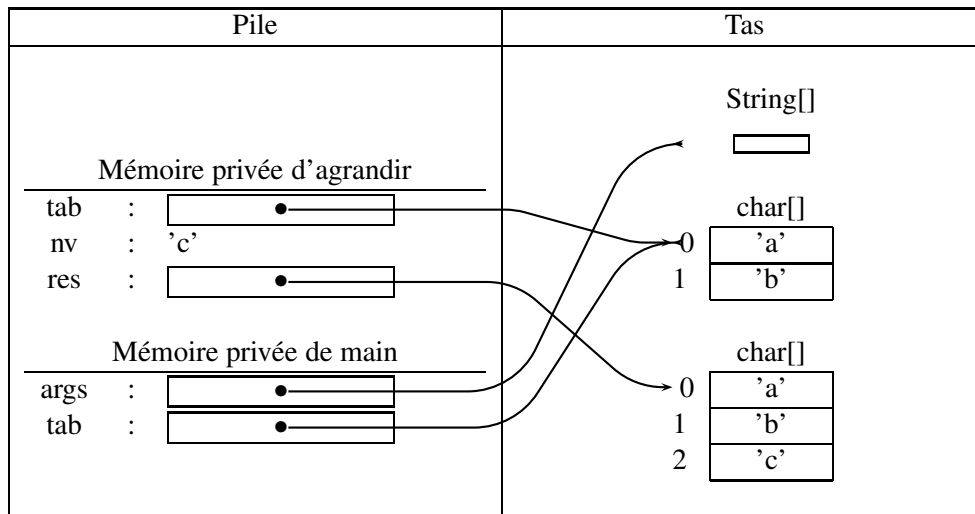 Pile Tas
String[]
Mémoire privée d'agrandir
tab :
char[]
nv : 'c' 0 'a'
res : 1 'b'
Mémoire privée de main char[]
args : 0 'a'
tab : 1 'b'
2 'c'